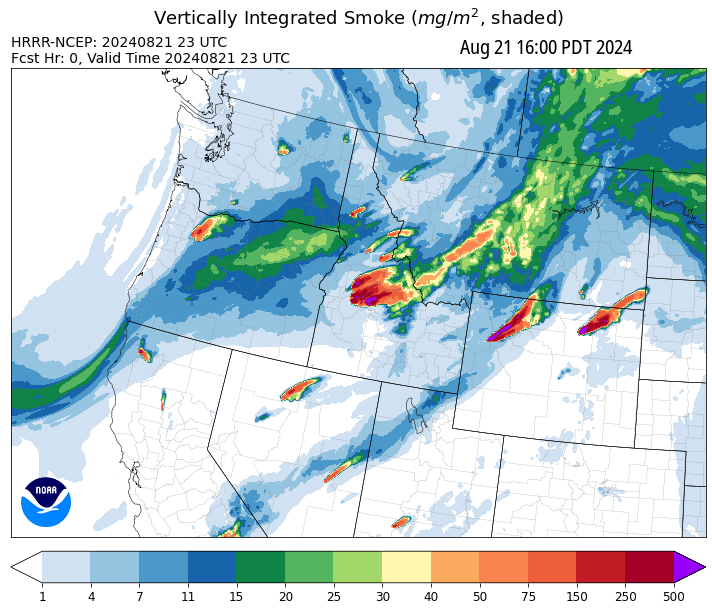 Vertically Integrated Smoke (mg/m², shaded)
HRRR-NCEP: 20240821 23 UTC
Fcst Hr: 0, Valid Time 20240821 23 UTC
Aug 21 16:00 PDT 2024
NOAA
1 4 7 11 15 20 25 30 40 50 75 150 250 500